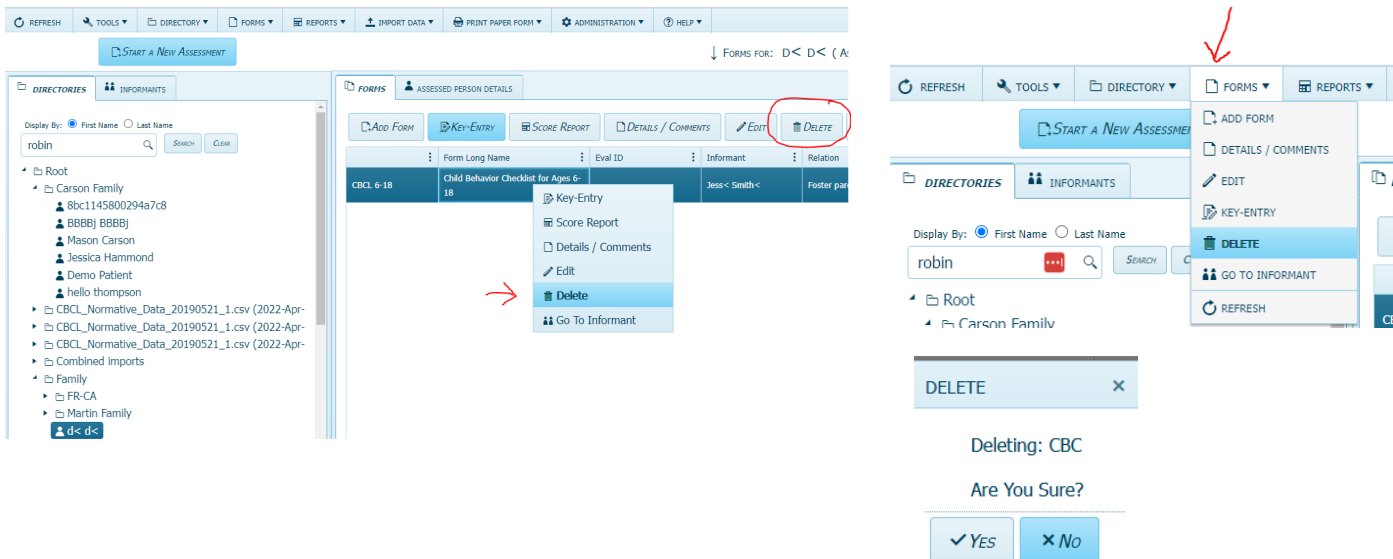 REFRESH TOOLS ▼ DIRECTORY ▼ FORMS ▼ REPORTS ▼ IMPORT DATA ▼ PRINT PAPER FORM ▼ ADMINISTRATION ▼ HELP ▼
START A NEW ASSESSMENT
↓ FORMS FOR: D< D< ( A
DIRECTORIES INFORMANTS
Display By: First Name Last Name
robin SEARCH CLEAR
Root
Carson Family
8bc1145800294a7c8
BBBBj BBBBj
Mason Carson
Jessica Hammond
Demo Patient
hello thompson
CBCL_Normative_Data_20190521_1.csv (2022-Apr-
CBCL_Normative_Data_20190521_1.csv (2022-Apr-
CBCL_Normative_Data_20190521_1.csv (2022-Apr-
Combined imports
Family
FR-CA
Martin Family
d< d<
FORMS ASSESSED PERSON DETAILS
ADD FORM KEY-ENTRY SCORE REPORT DETAILS / COMMENTS EDIT DELETE
Form Long Name Eval ID Informant Relation
CBCL 6-18 Child Behavior Checklist for Ages 6- Jess< Smith< Foster par
18
Key-Entry
Score Report
Details / Comments
Edit
Delete
Go To Informant
REFRESH TOOLS ▼ DIRECTORY ▼ FORMS ▼ REPORTS ▼
START A NEW ASSESSME
DIRECTORIES INFORMANTS
Display By: First Name Last Name
robin SEARCH C
Root
Carson Family
ADD FORM
DETAILS / COMMENTS
EDIT
KEY-ENTRY
DELETE
GO TO INFORMANT
REFRESH
DELETE ×
Deleting: CBC
Are You Sure?
YES NO